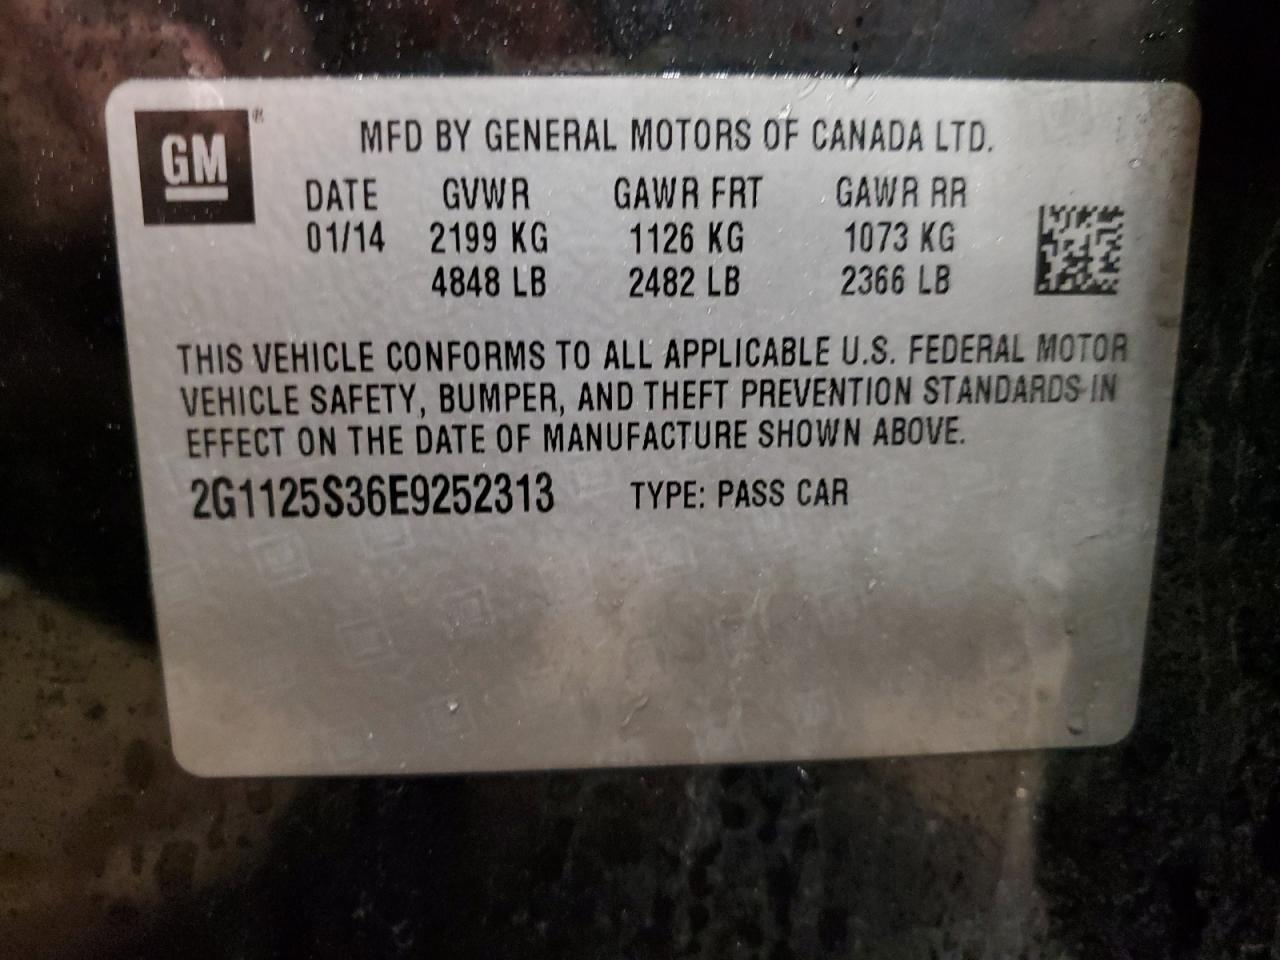 GM®
MFD BY GENERAL MOTORS OF CANADA LTD.
DATE GVWR GAWR FRT GAWR RR
01/14 2199 KG 1126 KG 1073 KG
4848 LB 2482 LB 2366 LB
THIS VEHICLE CONFORMS TO ALL APPLICABLE U.S. FEDERAL MOTOR
VEHICLE SAFETY, BUMPER, AND THEFT PREVENTION STANDARDS IN
EFFECT ON THE DATE OF MANUFACTURE SHOWN ABOVE.
2G1125S36E9252313 TYPE: PASS CAR